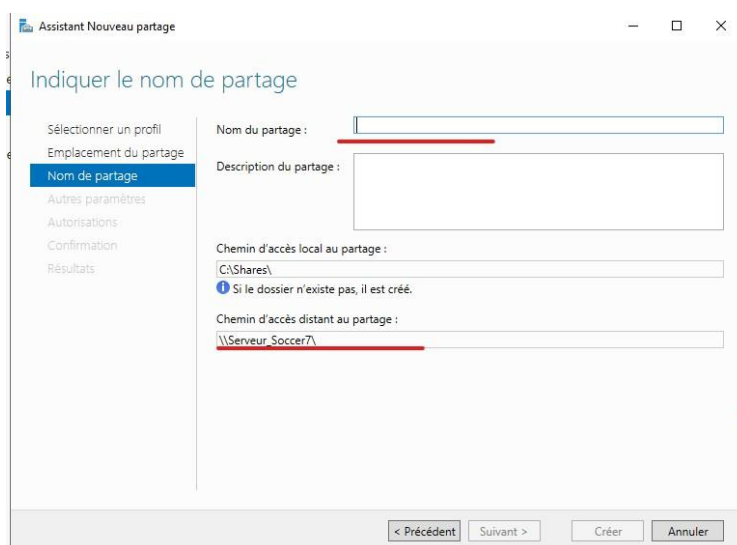 Assistant Nouveau partage
Indiquer le nom de partage
Sélectionner un profil
Emplacement du partage
Nom de partage
Autres paramètres
Autorisations
Confirmation
Résultats
Nom du partage :
Description du partage :
Chemin d'accès local au partage :
C:\Shares\
Si le dossier n'existe pas, il est créé.
Chemin d'accès distant au partage :
\\Serveur_Soccer7\
< Précédent Suivant > Créer Annuler